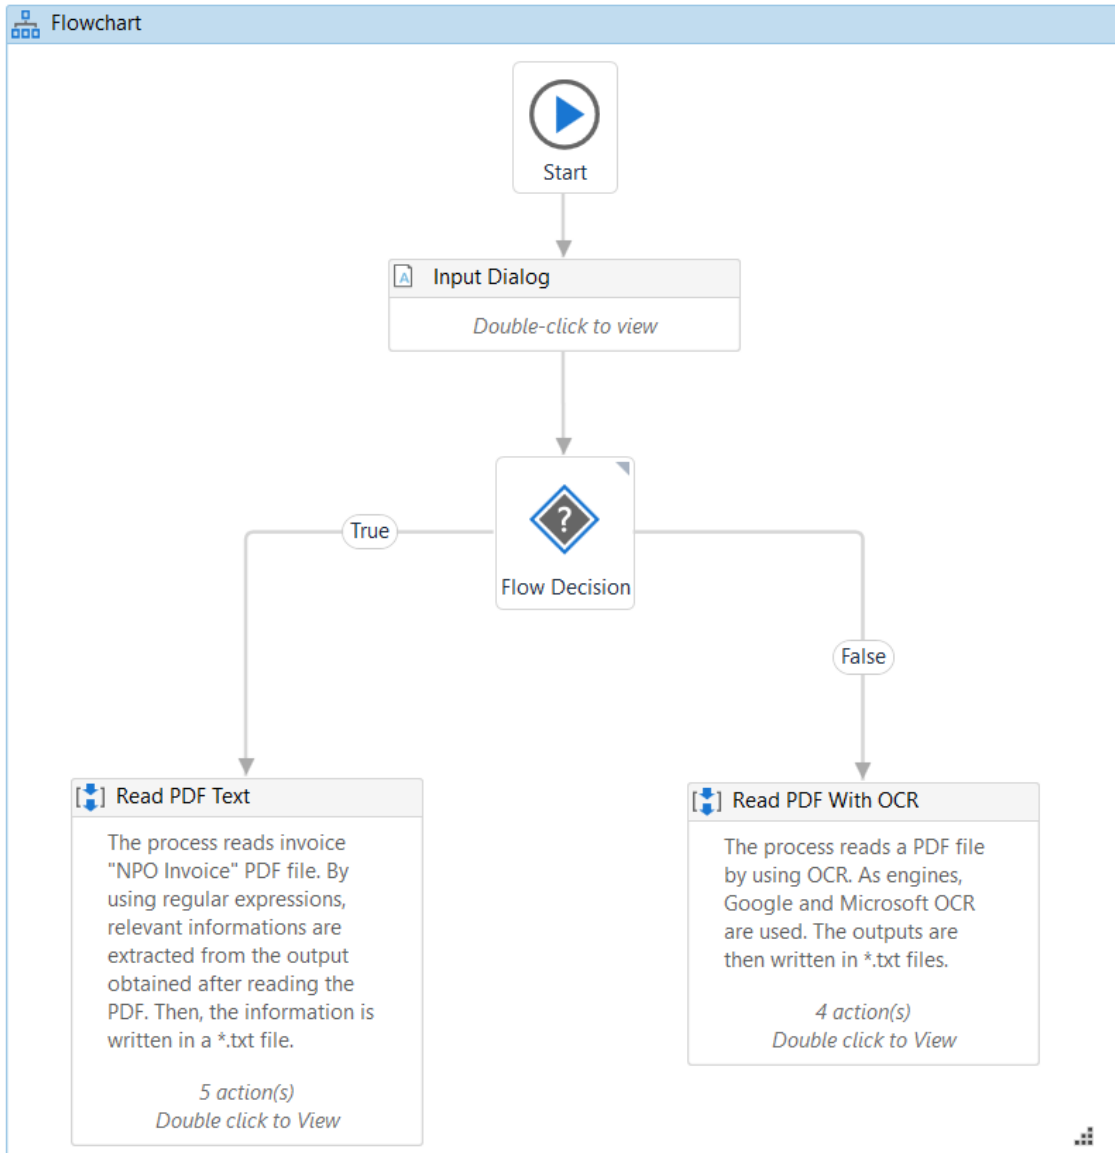 Flowchart
Start
Input Dialog
Double-click to view
True
Flow Decision
False
Read PDF Text
The process reads invoice
"NPO Invoice" PDF file. By
using regular expressions,
relevant informations are
extracted from the output
obtained after reading the
PDF. Then, the information is
written in a *.txt file.
5 action(s)
Double click to View
Read PDF With OCR
The process reads a PDF file
by using OCR. As engines,
Google and Microsoft OCR
are used. The outputs are
then written in *.txt files.
4 action(s)
Double click to View